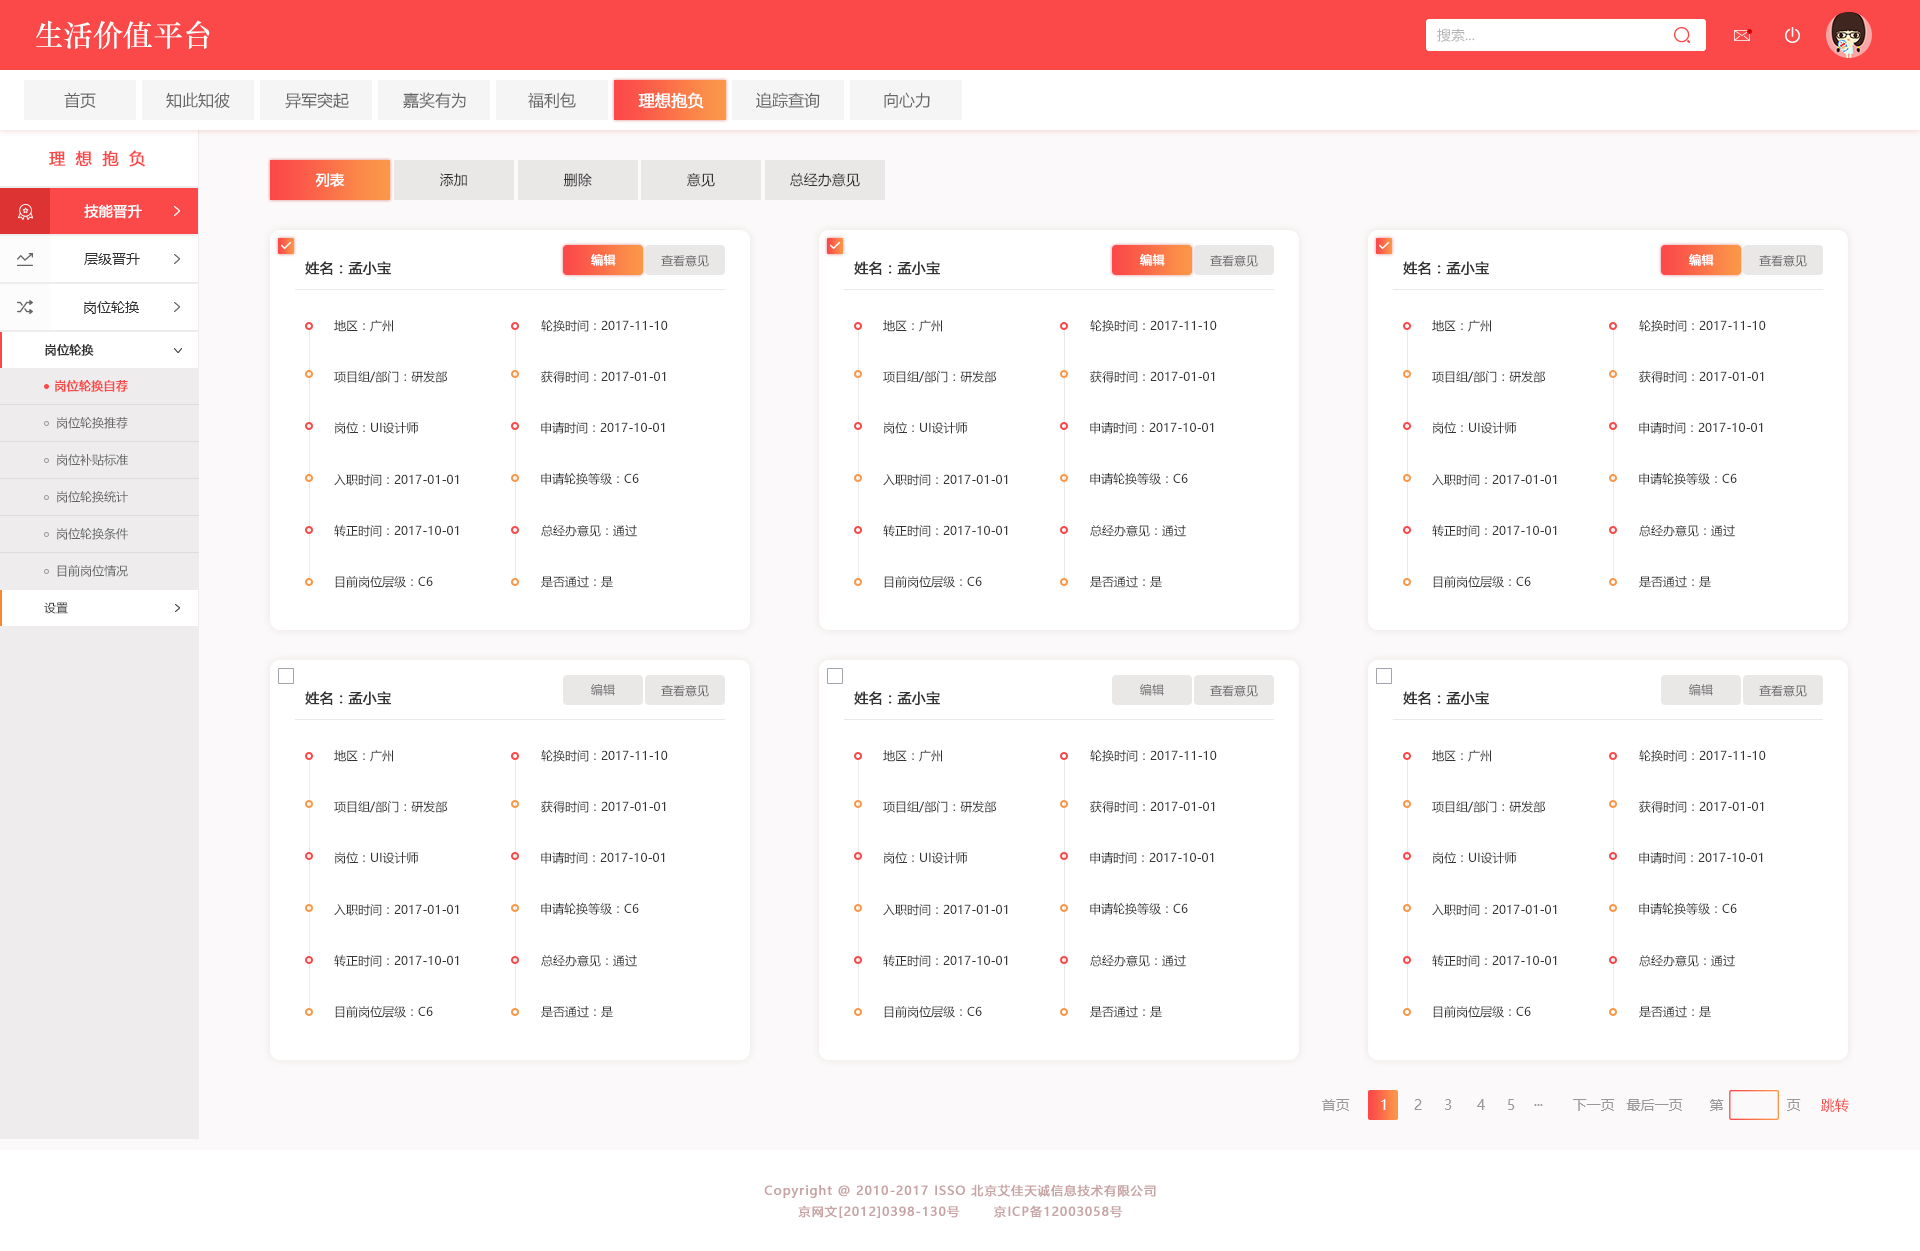 生活价值平台
搜索...
首页 知此知彼 异军突起 嘉奖有为 福利包 理想抱负 追踪查询 向心力
理想抱负
技能晋升
层级晋升
岗位轮换
岗位轮换
岗位轮换自荐
岗位轮换推荐
岗位补贴标准
岗位轮换统计
岗位轮换条件
目前岗位情况
设置
列表 添加 删除 意见 总经办意见
姓名：孟小宝 编辑 查看意见
地区：广州 轮换时间：2017-11-10
项目组/部门：研发部 获得时间：2017-01-01
岗位：UI设计师 申请时间：2017-10-01
入职时间：2017-01-01 申请轮换等级：C6
转正时间：2017-10-01 总经办意见：通过
目前岗位层级：C6 是否通过：是
姓名：孟小宝 编辑 查看意见
地区：广州 轮换时间：2017-11-10
项目组/部门：研发部 获得时间：2017-01-01
岗位：UI设计师 申请时间：2017-10-01
入职时间：2017-01-01 申请轮换等级：C6
转正时间：2017-10-01 总经办意见：通过
目前岗位层级：C6 是否通过：是
姓名：孟小宝 编辑 查看意见
地区：广州 轮换时间：2017-11-10
项目组/部门：研发部 获得时间：2017-01-01
岗位：UI设计师 申请时间：2017-10-01
入职时间：2017-01-01 申请轮换等级：C6
转正时间：2017-10-01 总经办意见：通过
目前岗位层级：C6 是否通过：是
姓名：孟小宝 编辑 查看意见
地区：广州 轮换时间：2017-11-10
项目组/部门：研发部 获得时间：2017-01-01
岗位：UI设计师 申请时间：2017-10-01
入职时间：2017-01-01 申请轮换等级：C6
转正时间：2017-10-01 总经办意见：通过
目前岗位层级：C6 是否通过：是
姓名：孟小宝 编辑 查看意见
地区：广州 轮换时间：2017-11-10
项目组/部门：研发部 获得时间：2017-01-01
岗位：UI设计师 申请时间：2017-10-01
入职时间：2017-01-01 申请轮换等级：C6
转正时间：2017-10-01 总经办意见：通过
目前岗位层级：C6 是否通过：是
姓名：孟小宝 编辑 查看意见
地区：广州 轮换时间：2017-11-10
项目组/部门：研发部 获得时间：2017-01-01
岗位：UI设计师 申请时间：2017-10-01
入职时间：2017-01-01 申请轮换等级：C6
转正时间：2017-10-01 总经办意见：通过
目前岗位层级：C6 是否通过：是
首页 1 2 3 4 5 ... 下一页 最后一页 第 页 跳转
Copyright @ 2010-2017 ISSO 北京艾佳天诚信息技术有限公司
京网文[2012]0398-130号 京ICP备12003058号